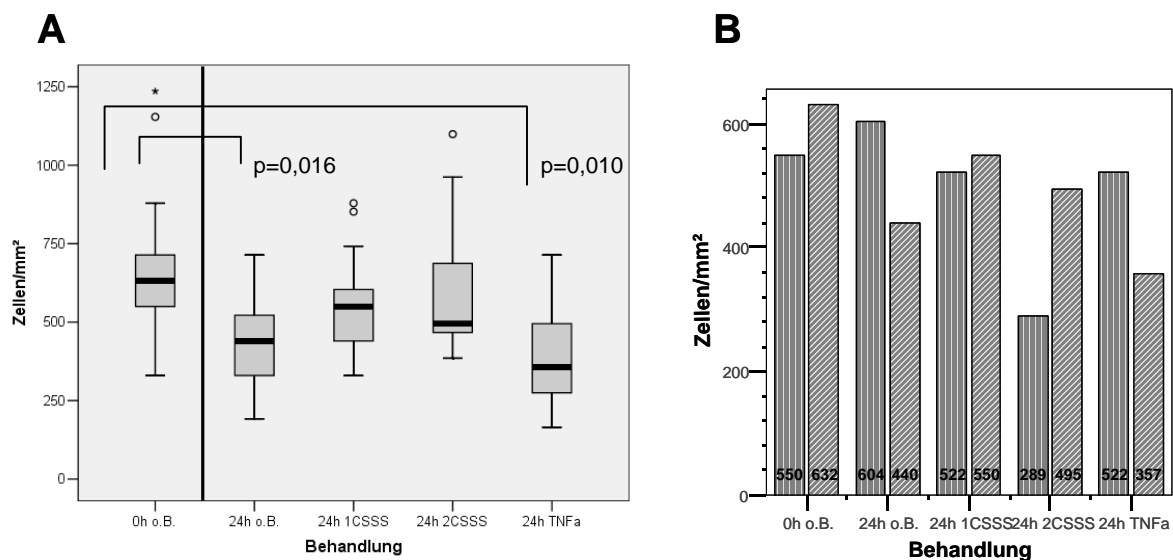 A
Zellen/mm²
1250
1000
750
500
250
0
*
p=0,016
p=0,010
0h o.B.
24h o.B.
24h 1CSSS
24h 2CSSS
24h TNFa
Behandlung
B
Zellen/mm²
600
400
200
0
550
632
604
440
522
550
289
495
522
357
0h o.B.
24h o.B.
24h 1CSSS
24h 2CSSS
24h TNFa
Behandlung